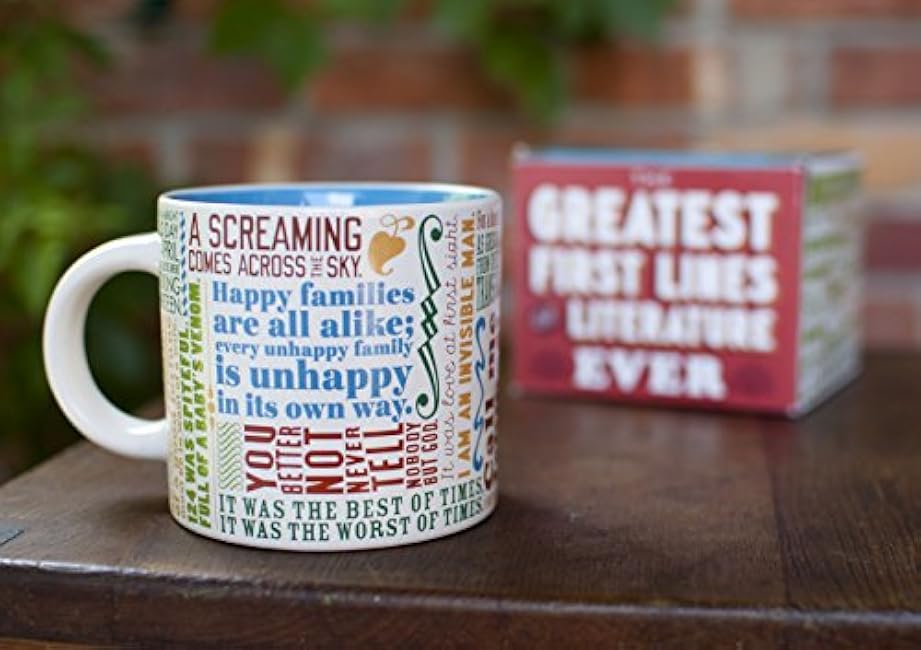 A SCREAMING
COMES ACROSS THE SKY.
Happy families
are all alike;
every unhappy family
is unhappy
in its own way.
YOU
BETTER
NOT
NEVER
TELL
NOBODY
BUT GOD.
IT WAS THE BEST OF TIMES,
IT WAS THE WORST OF TIMES.
124 WAS SPITEFUL.
FULL OF A BABY'S VENOM.
It was love at first sight.
I AM AN INVISIBLE MAN.
CALL ME
GREATEST
FIRST LINES
OF LITERATURE
EVER